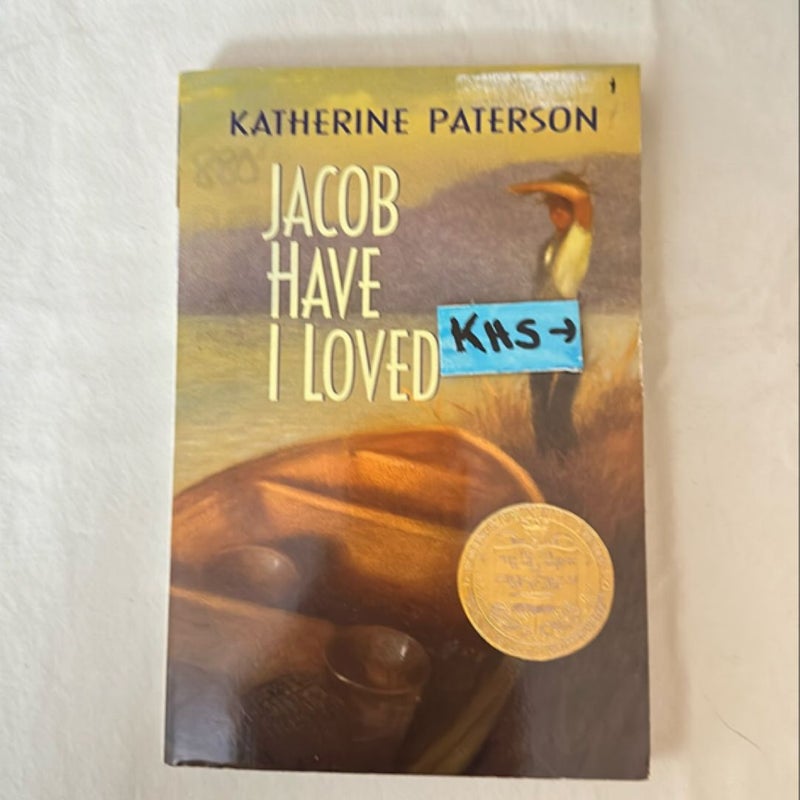 KATHERINE PATERSON
JACOB
HAVE
I LOVED
KHS→